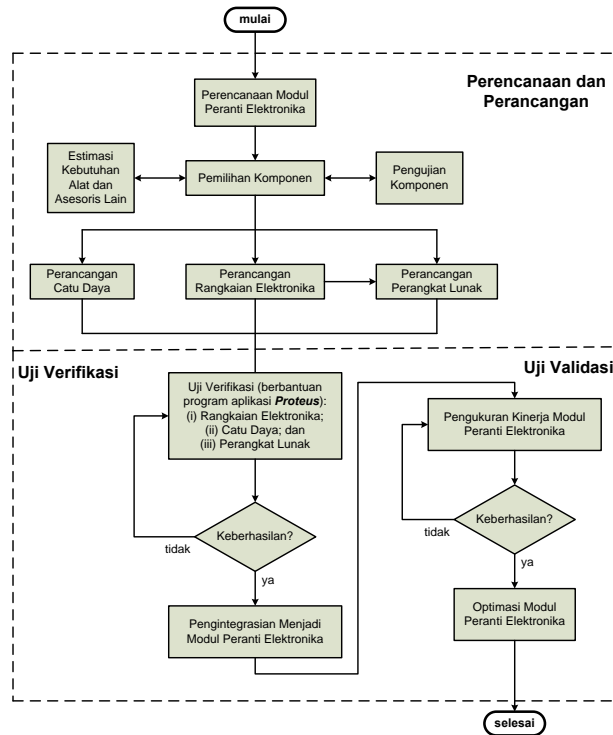 mulai
Perencanaan dan
Perancangan
Perencanaan Modul
Peranti Elektronika
Estimasi
Kebutuhan
Alat dan
Asesoris Lain
Pemilihan Komponen
Pengujian
Komponen
Perancangan
Catu Daya
Perancangan
Rangkaian Elektronika
Perancangan
Perangkat Lunak
Uji Verifikasi
Uji Verifikasi (berbantuan
program aplikasi Proteus):
(i) Rangkaian Elektronika;
(ii) Catu Daya; dan
(iii) Perangkat Lunak
Keberhasilan?
tidak
ya
Pengintegrasian Menjadi
Modul Peranti Elektronika
Uji Validasi
Pengukuran Kinerja Modul
Peranti Elektronika
Keberhasilan?
tidak
ya
Optimasi Modul
Peranti Elektronika
selesai